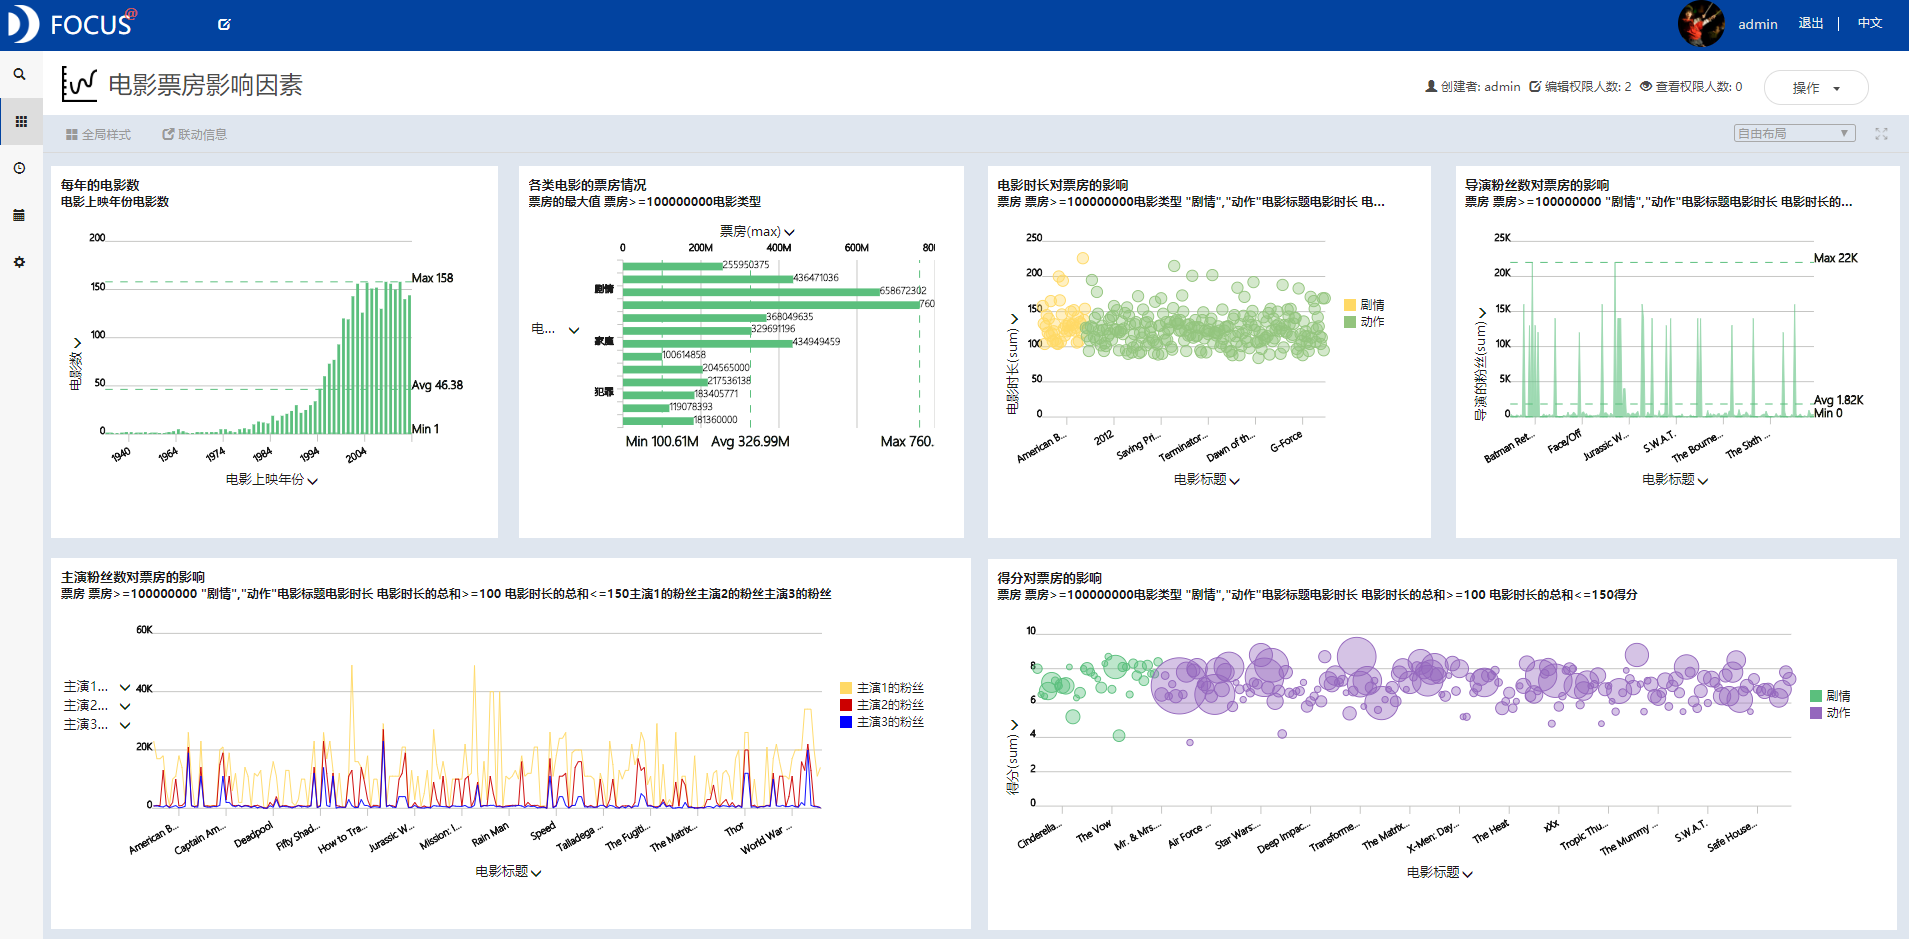 FOCUS@
admin 退出 | 中文
电影票房影响因素
创建者: admin 编辑权限人数: 2 查看权限人数: 0
操作
全局样式 联动信息
自由布局
每年的电影数
电影上映年份电影数
200
150
100
50
0
Max 158
Avg 46.38
Min 1
电影数
1940 1964 1974 1984 1994 2004
电影上映年份
各类电影的票房情况
票房的最大值 票房>=100000000电影类型
票房(max)
0 200M 400M 600M 80
电...
剧情
家庭
犯罪
255950375
436471036
658672302
760
368049635
329691196
434949459
100614858
204565000
217536138
183405771
119078393
181360000
Min 100.61M Avg 326.99M Max 760.
电影时长对票房的影响
票房 票房>=100000000电影类型 "剧情","动作"电影标题电影时长 电...
250
200
150
100
50
0
电影时长(sum)
剧情
动作
American B... 2012 Saving Pri... Terminator... Dawn of th... G-Force
电影标题
导演粉丝数对票房的影响
票房 票房>=100000000 "剧情","动作"电影标题电影时长 电影时长的...
25K
20K
15K
10K
5K
0
导演的粉丝(sum)
Max 22K
Avg 1.82K
Min 0
Batman Ret... Face/Off Jurassic W... S.W.A.T. The Bourne... The Sixth ...
电影标题
主演粉丝数对票房的影响
票房 票房>=100000000 "剧情","动作"电影标题电影时长 电影时长的总和>=100 电影时长的总和<=150主演1的粉丝主演2的粉丝主演3的粉丝
60K
40K
20K
0
主演1...
主演2...
主演3...
主演1的粉丝
主演2的粉丝
主演3的粉丝
American B... Captain Am... Deadpool Fifty Shad... How to Tra... Jurassic W... Mission: I... Rain Man Speed Talladega ... The Fugiti... The Matrix... Thor World War ...
电影标题
得分对票房的影响
票房 票房>=100000000电影类型 "剧情","动作"电影标题电影时长 电影时长的总和>=100 电影时长的总和<=150得分
10
8
6
4
2
0
得分(sum)
剧情
动作
Cinderella... The Vow Mr. & Mrs.... Air Force ... Star Wars:... Deep Impac... Transforme... The Matrix... X-Men: Day... The Heat xXx Tropic Thu... The Mummy ... S.W.A.T. Safe House...
电影标题